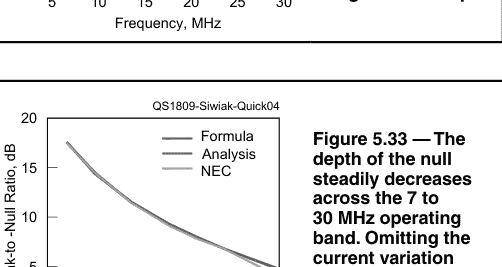 5 10 15 20 25 30
Frequency, MHz
QS1809-Siwiak-Quick04
20
15
10
5
-to -Null Ratio, dB
Formula
Analysis
NEC
Figure 5.33 — The
depth of the null
steadily decreases
across the 7 to
30 MHz operating
band. Omitting the
current variation